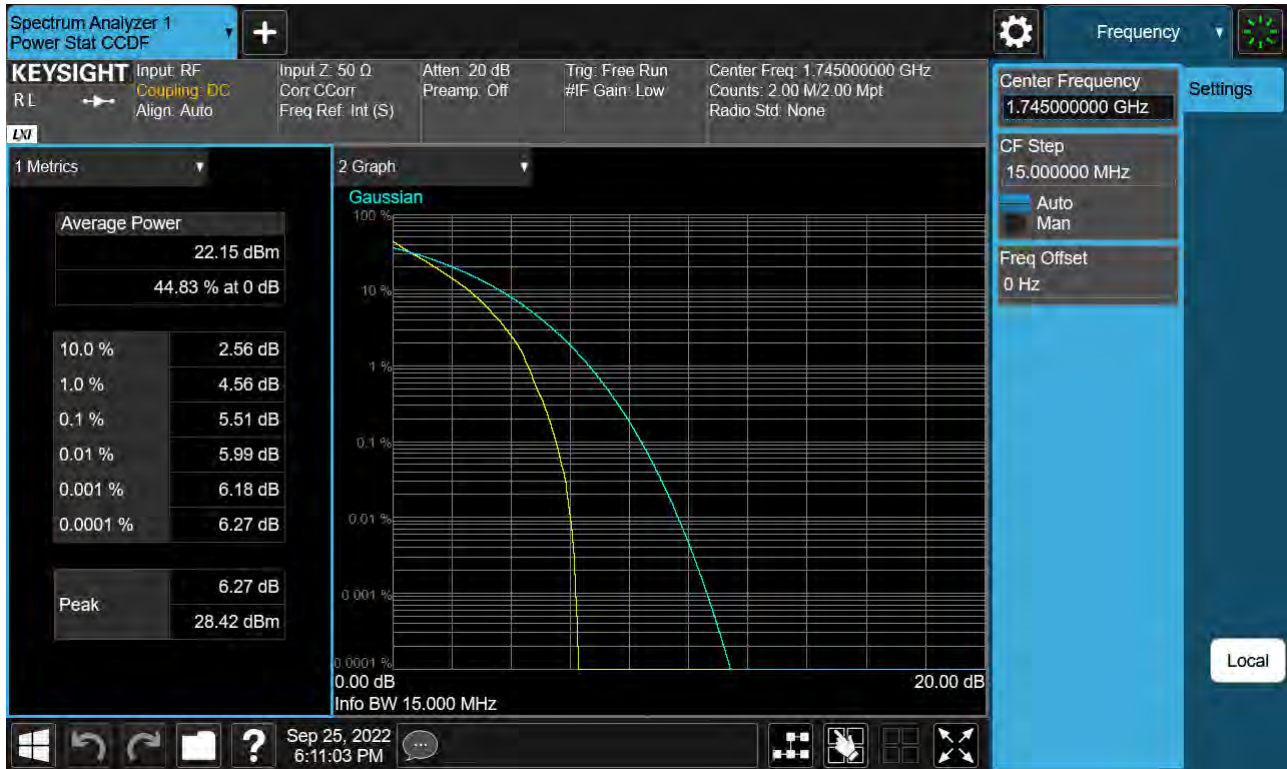 Spectrum Analyzer 1
Power Stat CCDF
Frequency
KEYSIGHT
RL
LXI
Input: RF
Coupling: DC
Align: Auto
Input Z: 50 Ω
Corr CCorr
Freq Ref: Int (S)
Atten: 20 dB
Preamp: Off
Trig: Free Run
#IF Gain: Low
Center Freq: 1.745000000 GHz
Counts: 2.00 M/2.00 Mpt
Radio Std: None
Center Frequency
1.745000000 GHz
Settings
CF Step
15.000000 MHz
Auto
Man
Freq Offset
0 Hz
Local
1 Metrics
Average Power
22.15 dBm
44.83 % at 0 dB
10.0 % 2.56 dB
1.0 % 4.56 dB
0.1 % 5.51 dB
0.01 % 5.99 dB
0.001 % 6.18 dB
0.0001 % 6.27 dB
Peak
6.27 dB
28.42 dBm
2 Graph
Gaussian
100 %
10 %
1 %
0.1 %
0.01 %
0.001 %
0.0001 %
0.00 dB 20.00 dB
Info BW 15.000 MHz
?
Sep 25, 2022
6:11:03 PM